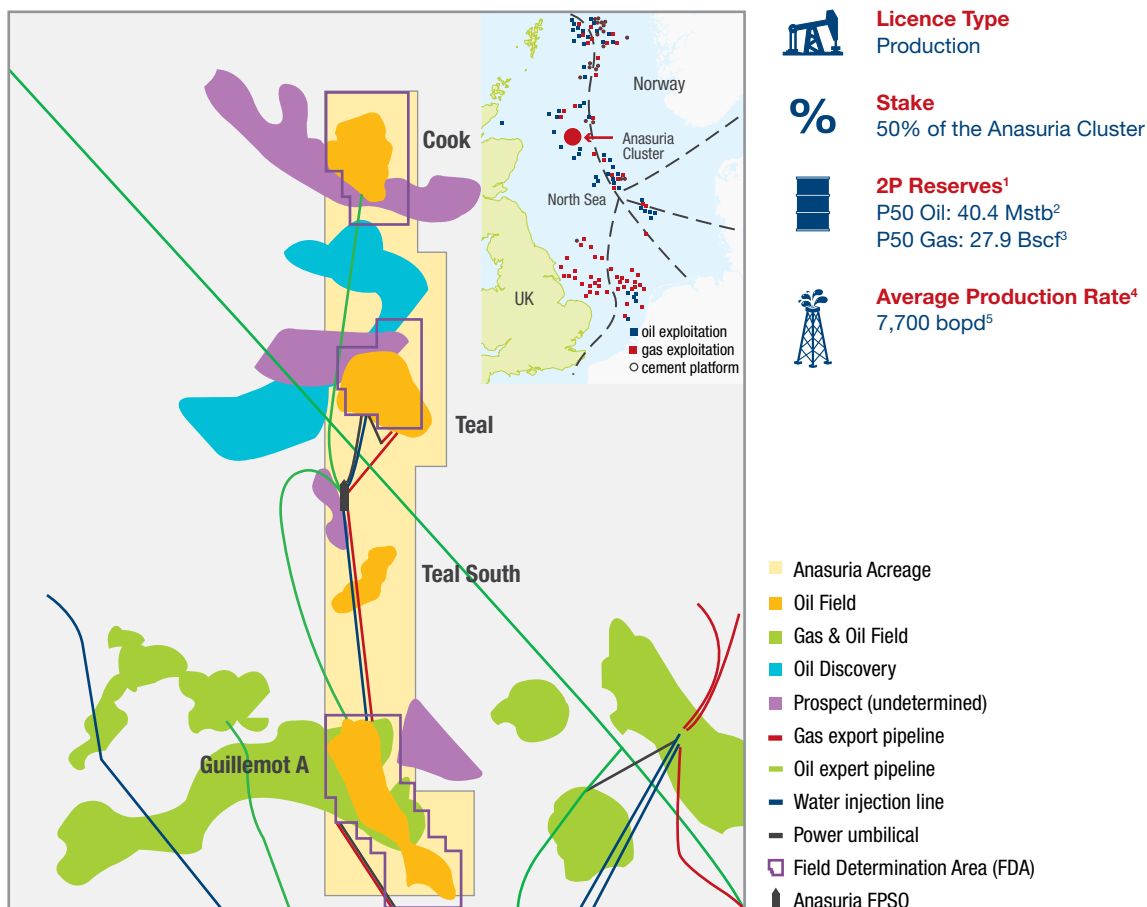 Cook
Teal
Teal South
Guillemot A
Norway
Anasuria
Cluster
North Sea
UK
oil exploitation
gas exploitation
cement platform
Licence Type
Production
%
Stake
50% of the Anasuria Cluster
2P Reserves¹
P50 Oil: 40.4 Mstb²
P50 Gas: 27.9 Bscf³
Average Production Rate⁴
7,700 bopd⁵
Anasuria Acreage
Oil Field
Gas & Oil Field
Oil Discovery
Prospect (undetermined)
Gas export pipeline
Oil expert pipeline
Water injection line
Power umbilical
Field Determination Area (FDA)
Anasuria FPSO